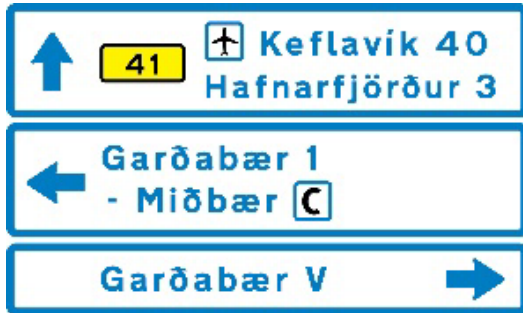 41 Keflavík 40
Hafnarfjörður 3
Garðabær 1
- Miðbær C
Garðabær V